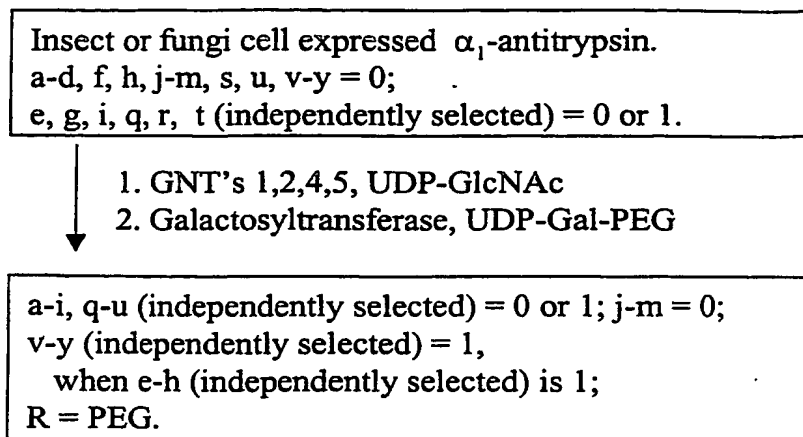 Insect or fungi cell expressed α₁-antitrypsin.
a-d, f, h, j-m, s, u, v-y = 0;
e, g, i, q, r, t (independently selected) = 0 or 1.
1. GNT's 1,2,4,5, UDP-GlcNAc
2. Galactosyltransferase, UDP-Gal-PEG
a-i, q-u (independently selected) = 0 or 1; j-m = 0;
v-y (independently selected) = 1,
when e-h (independently selected) is 1;
R = PEG.